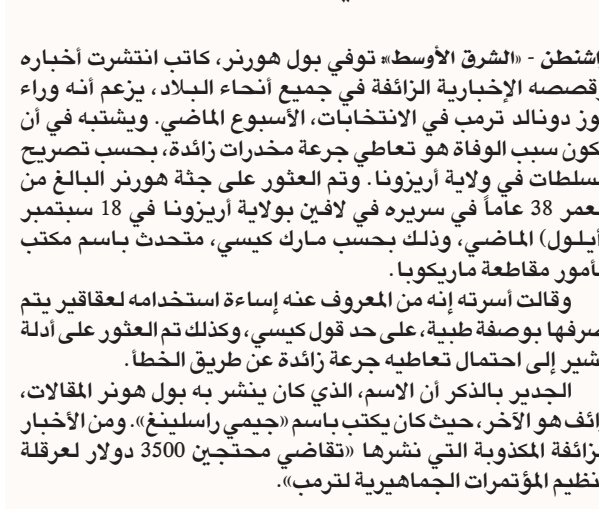 اشنطن - «الشرق الأوسط»: توفي بول هورنر، كاتب انتشرت أخباره
قصصه الإخبارية الزائفة في جميع أنحاء البلاد، يزعم أنه وراء
وز دونالد ترمب في الانتخابات، الأسبوع الماضي. ويشتبه في أن
كون سبب الوفاة هو تعاطي جرعة مخدرات زائدة، بحسب تصريح
سلطات في ولاية أريزونا. وتم العثور على جثة هورنر البالغ من
عمر 38 عاماً في سريره في لافين بولاية أريزونا في 18 سبتمبر
أيلول) الماضي، وذلك بحسب مارك كيسي، متحدث باسم مكتب
أمور مقاطعة ماريكوبا.
وقالت أسرته إنه من المعروف عنه إساءة استخدامه لعقاقير يتم
صرفها بوصفة طبية، على حد قول كيسي، وكذلك تم العثور على أدلة
شير إلى احتمال تعاطيه جرعة زائدة عن طريق الخطأ.
الجدير بالذكر أن الاسم، الذي كان ينشر به بول هونر المقالات،
ائف هو الآخر، حيث كان يكتب باسم «جيمي راسلينغ». ومن الأخبار
زائفة المكذوبة التي نشرها «تقاضي محتجين 3500 دولار لعرقلة
نظيم المؤتمرات الجماهيرية لترمب».